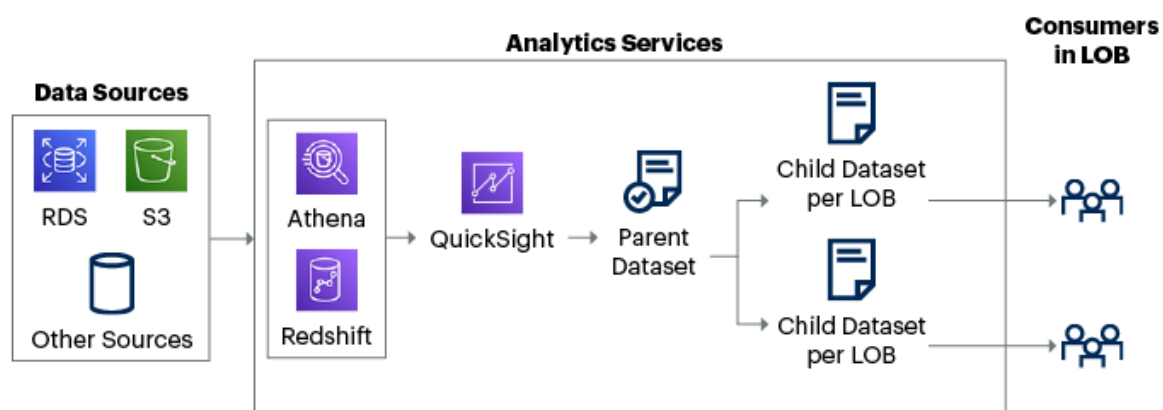 Analytics Services
Consumers
in LOB
Data Sources
RDS
S3
Other Sources
Athena
Redshift
QuickSight
Parent
Dataset
Child Dataset
per LOB
Child Dataset
per LOB